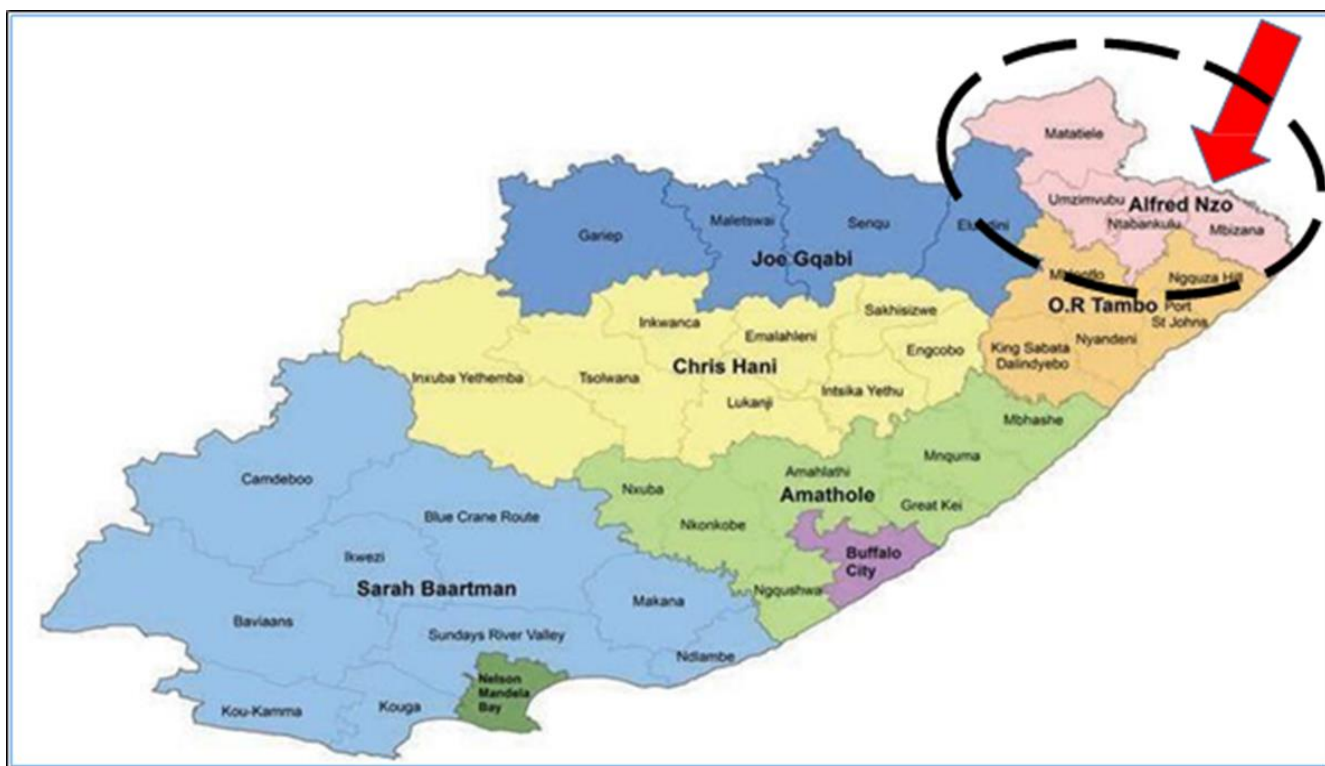 Matatiele
Umzimvubu
Alfred Nzo
Ntabankulu
Mbizana
Gariep
Maletswai
Senqu
Joe Gqabi
Ngquza Hill
O.R Tambo
Port
St Johns
Nyandeni
King Sabata
Dalindyebo
Sakhisizwe
Inkwanca
Emalahleni
Engcobo
Chris Hani
Inxuba Yethemba
Tsolwana
Intsika Yethu
Lukanji
Mbhashe
Mnquma
Amahlathi
Amathole
Great Kei
Nxuba
Nkonkobe
Buffalo
City
Ngqushwa
Camdeboo
Blue Crane Route
Ikwezi
Sarah Baartman
Makana
Baviaans
Sundays River Valley
Ndlambe
Nelson
Mandela
Bay
Kou-Kamma
Kouga